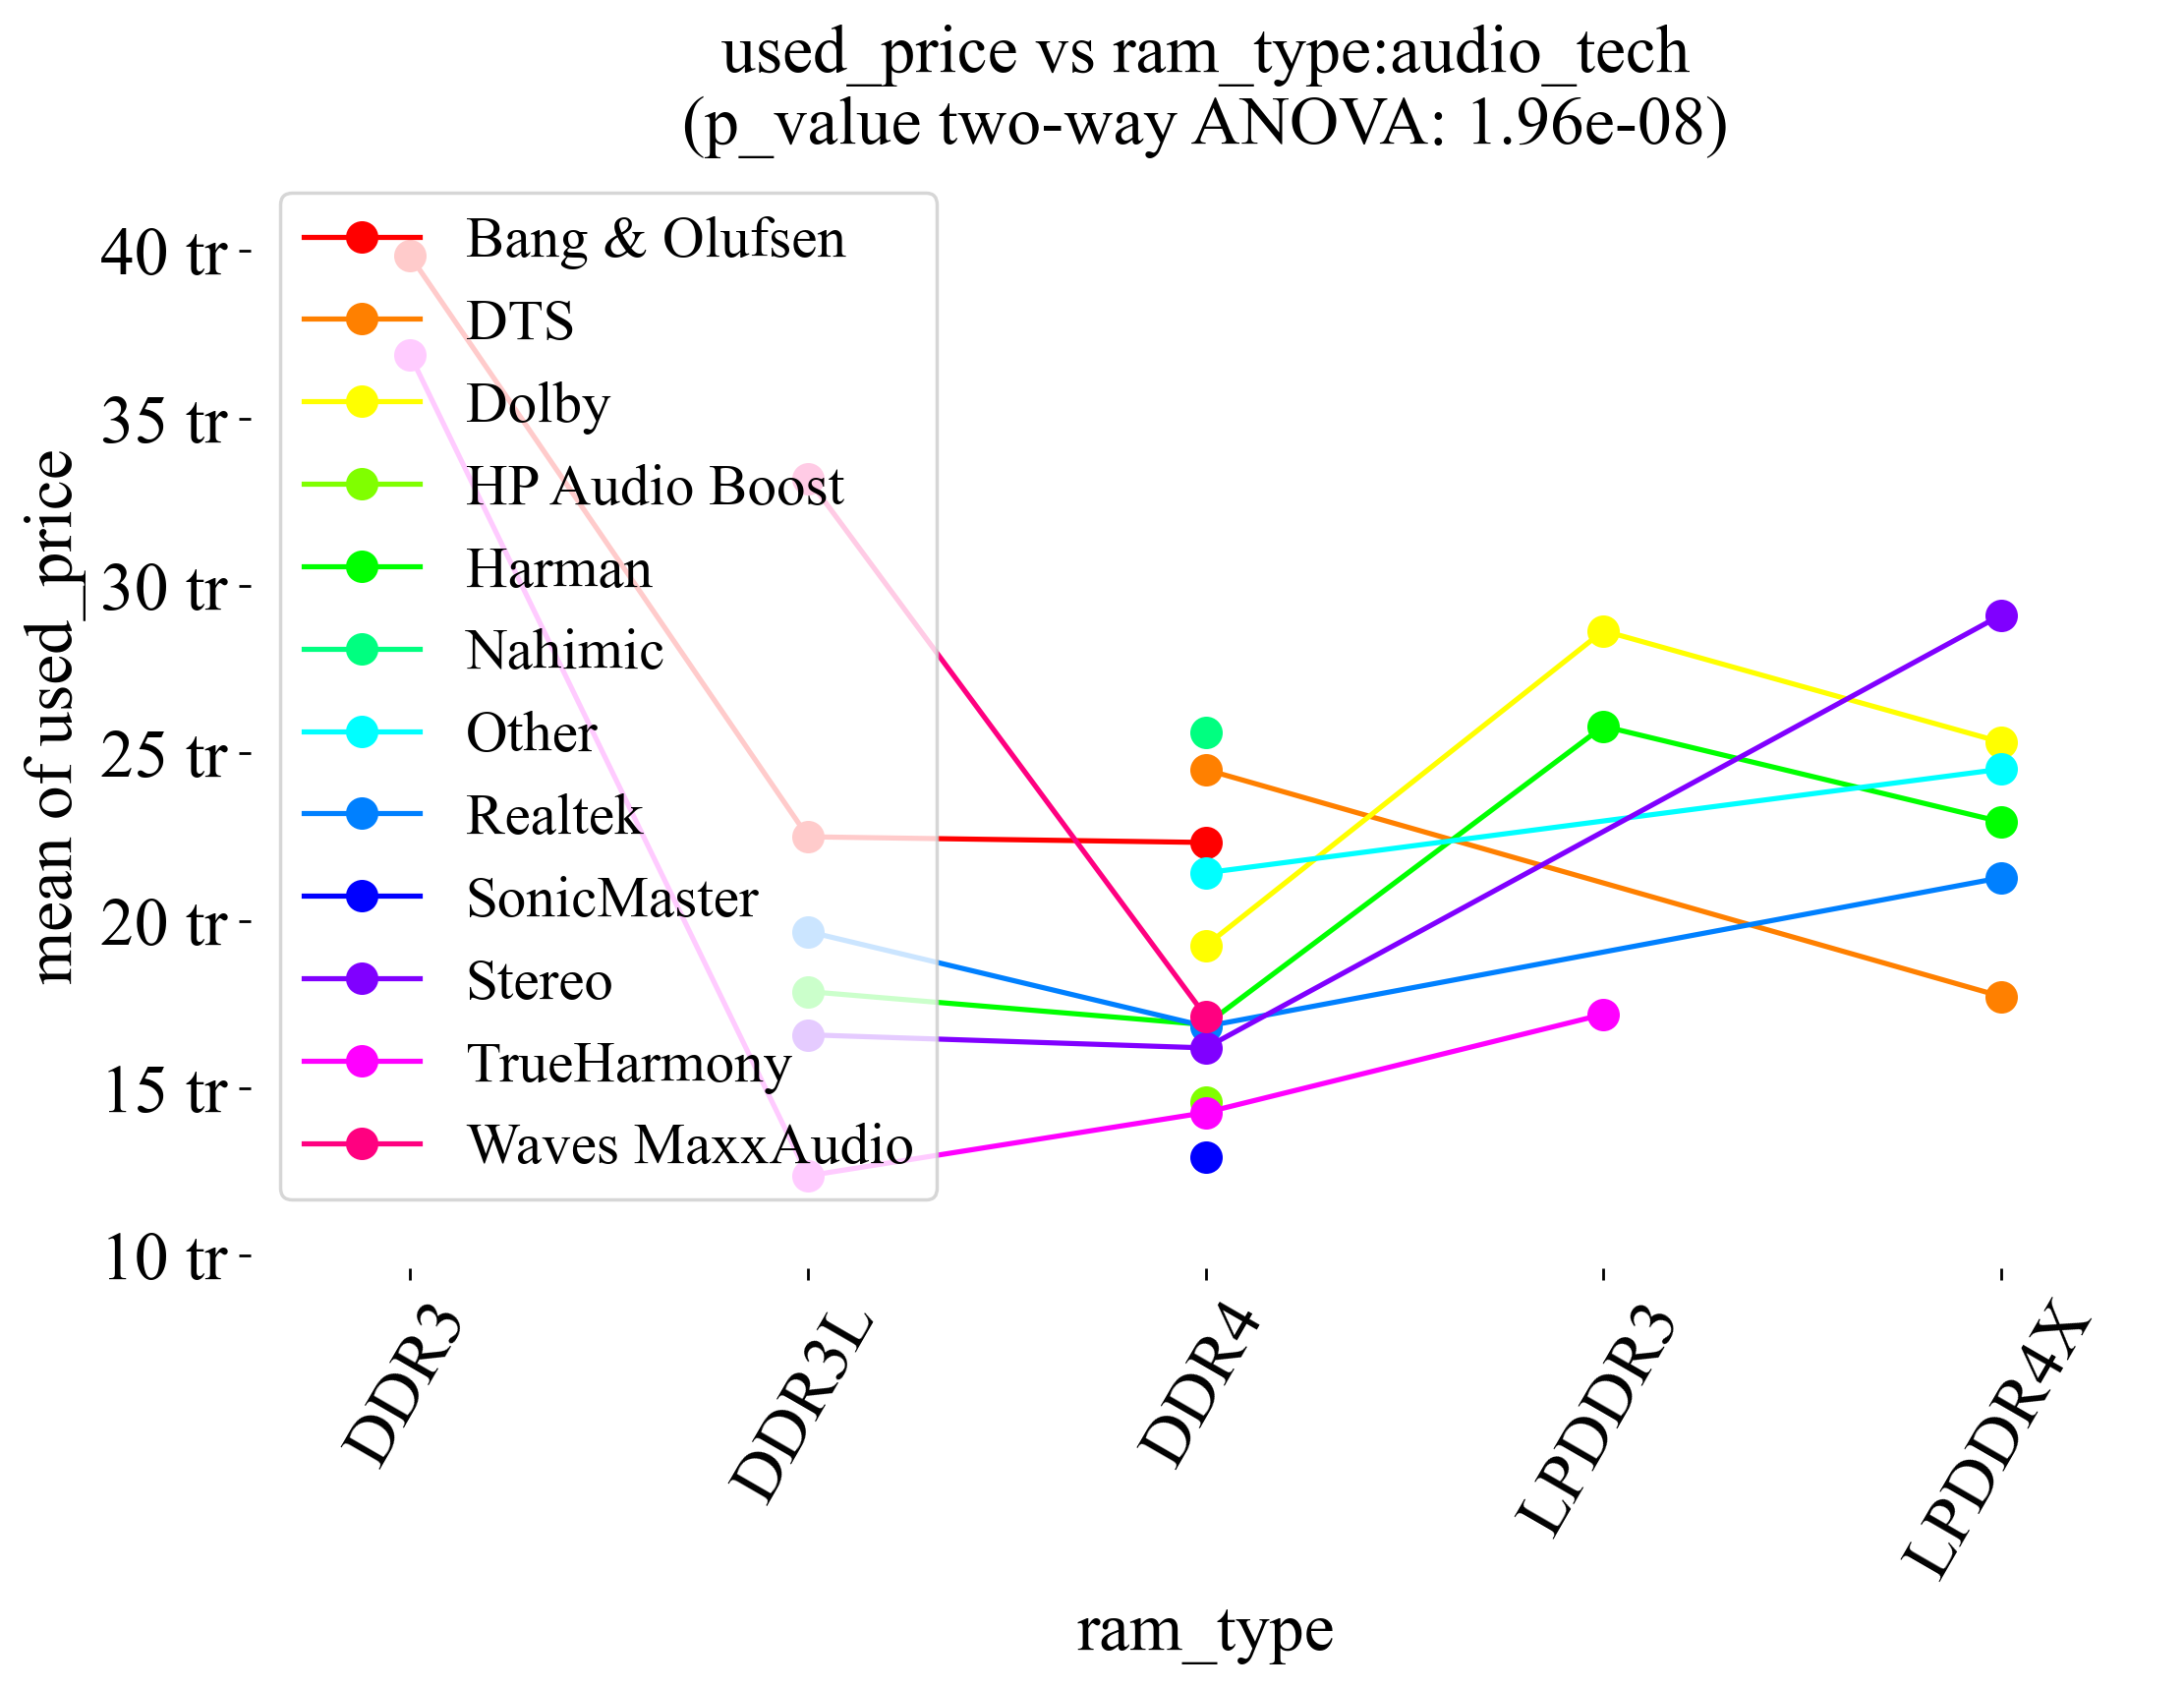 used_price vs ram_type:audio_tech
(p_value two-way ANOVA: 1.96e-08)
mean of used_price
40 tr
35 tr
30 tr
25 tr
20 tr
15 tr
10 tr
Bang & Olufsen
DTS
Dolby
HP Audio Boost
Harman
Nahimic
Other
Realtek
SonicMaster
Stereo
TrueHarmony
Waves MaxxAudio
DDR3
DDR3L
DDR4
LPDDR3
LPDDR4X
ram_type